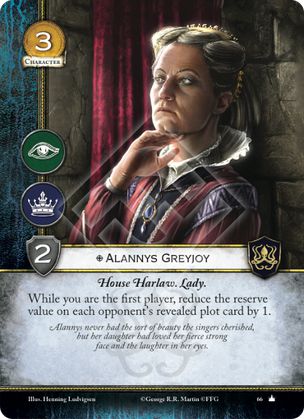 3
CHARACTER
2
ALANNYS GREYJOY
House Harlaw. Lady.
While you are the first player, reduce the reserve
value on each opponent's revealed plot card by 1.
Alannys never had the sort of beauty the singers cherished,
but her daughter had loved her fierce strong
face and the laughter in her eyes.
Illus. Henning Ludvigsen ©George R.R. Martin ©FFG 66